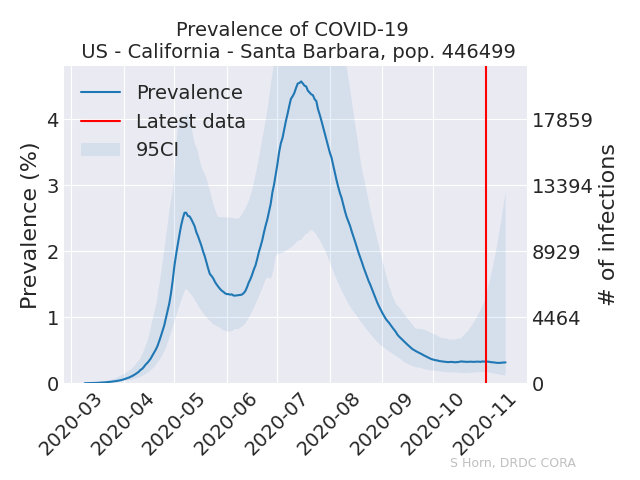 Prevalence of COVID-19
US - California - Santa Barbara, pop. 446499
Prevalence
Latest data
95CI
Prevalence (%)
4
3
2
1
0
17859
13394
8929
4464
0
# of infections
2020-03
2020-04
2020-05
2020-06
2020-07
2020-08
2020-09
2020-10
2020-11
S Horn, DRDC CORA